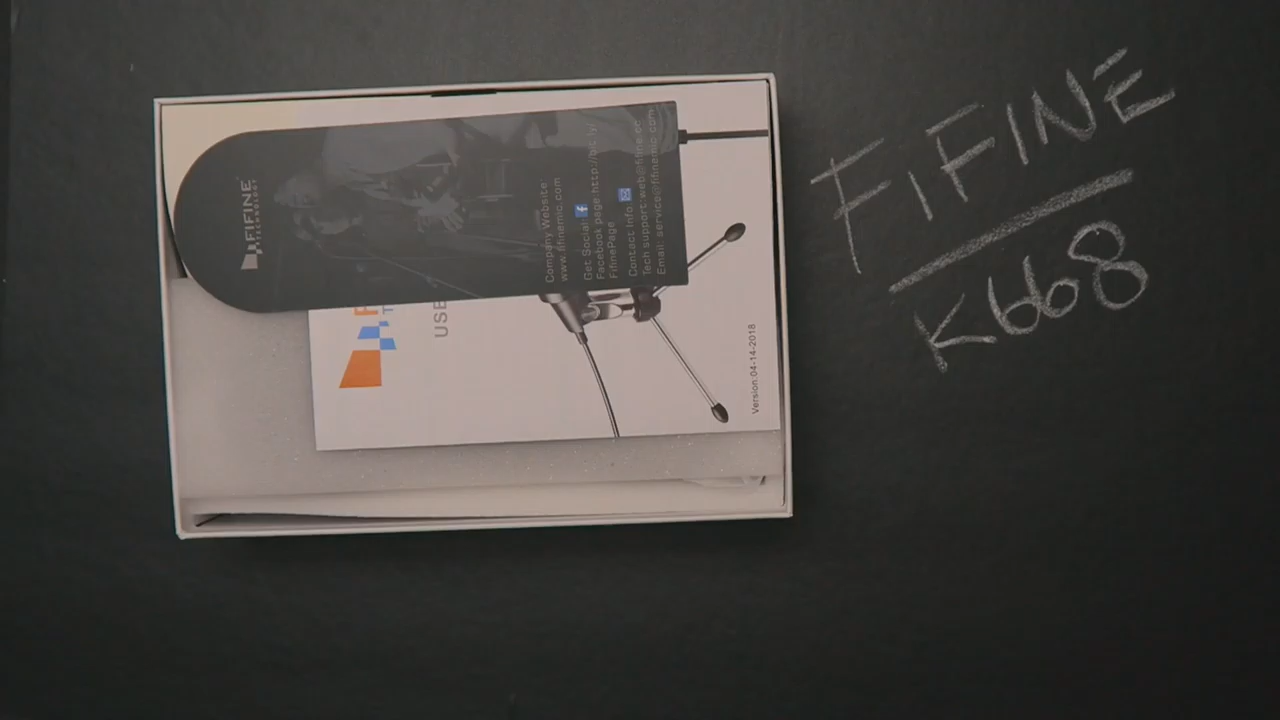 FiFiNE
K668
FIFINE
TECHNOLOGY
Company Website:
www.fifinemic.com
Get Social:
Facebook page:http://bit.ly/
FifinePage
Contact Info:
Tech support:web@fifine.cc
Email: service@fifinemic.com
USB
Version:04-14-2018